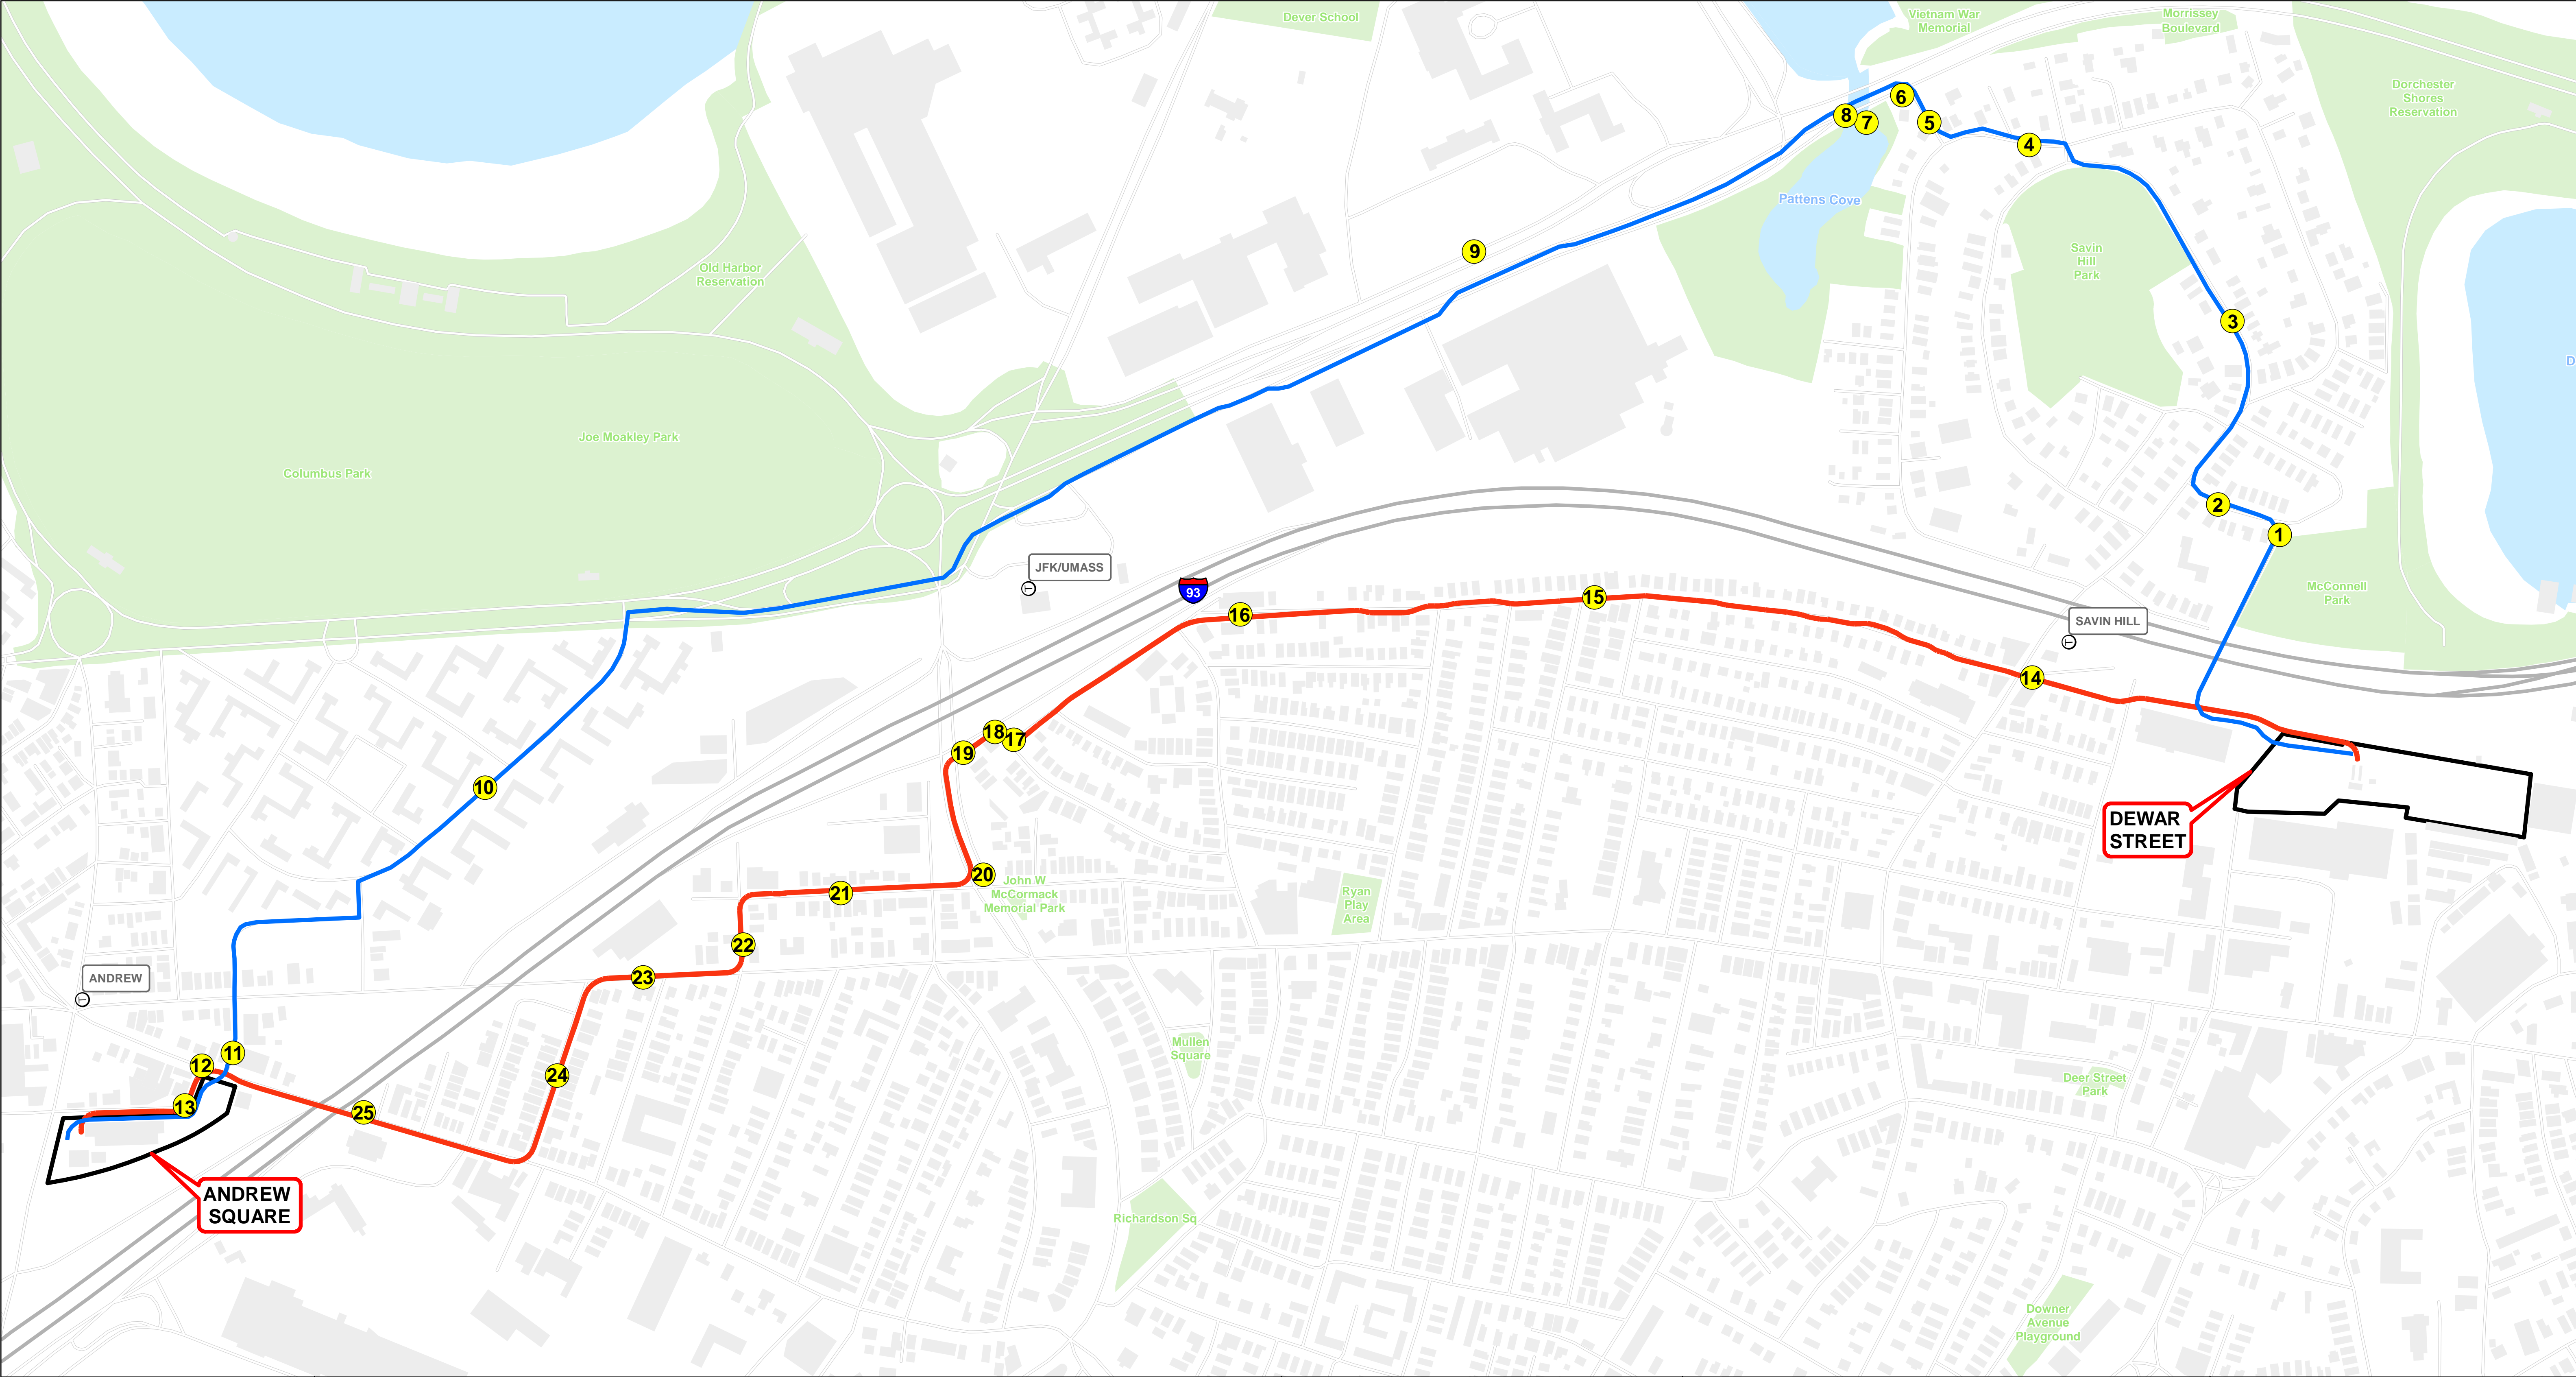 Dever School
Vietnam War
Memorial
Morrissey
Boulevard
Dorchester
Shores
Reservation
6
8
7
5
4
Pattens Cove
9
Savin
Hill
Park
Old Harbor
Reservation
3
D
Joe Moakley Park
Columbus Park
2
1
JFK/UMASS
T
93
McConnell
Park
15
16
SAVIN HILL
T
14
18
17
19
10
DEWAR
STREET
20
21
John W
McCormack
Memorial Park
Ryan
Play
Area
22
23
ANDREW
T
11
12
13
24
25
Mullen
Square
Deer Street
Park
ANDREW
SQUARE
Richardson Sq
Downer
Avenue
Playground